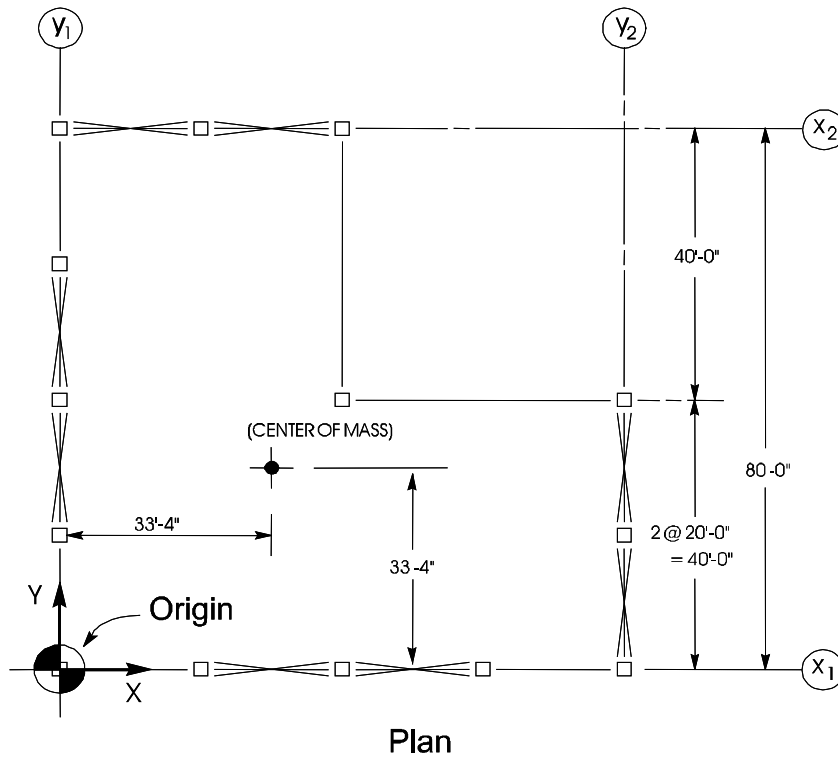 y1
y2
x2
40'-0"
(CENTER OF MASS)
80-0"
33'-4"
2 @ 20'-0"
= 40'-0"
33-4"
Y
Origin
X
x1
Plan